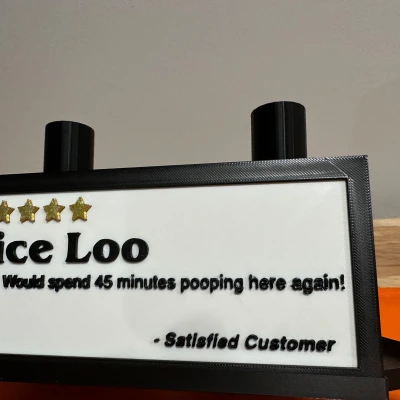 ice Loo
Would spend 45 minutes pooping here again!
- Satisfied Customer